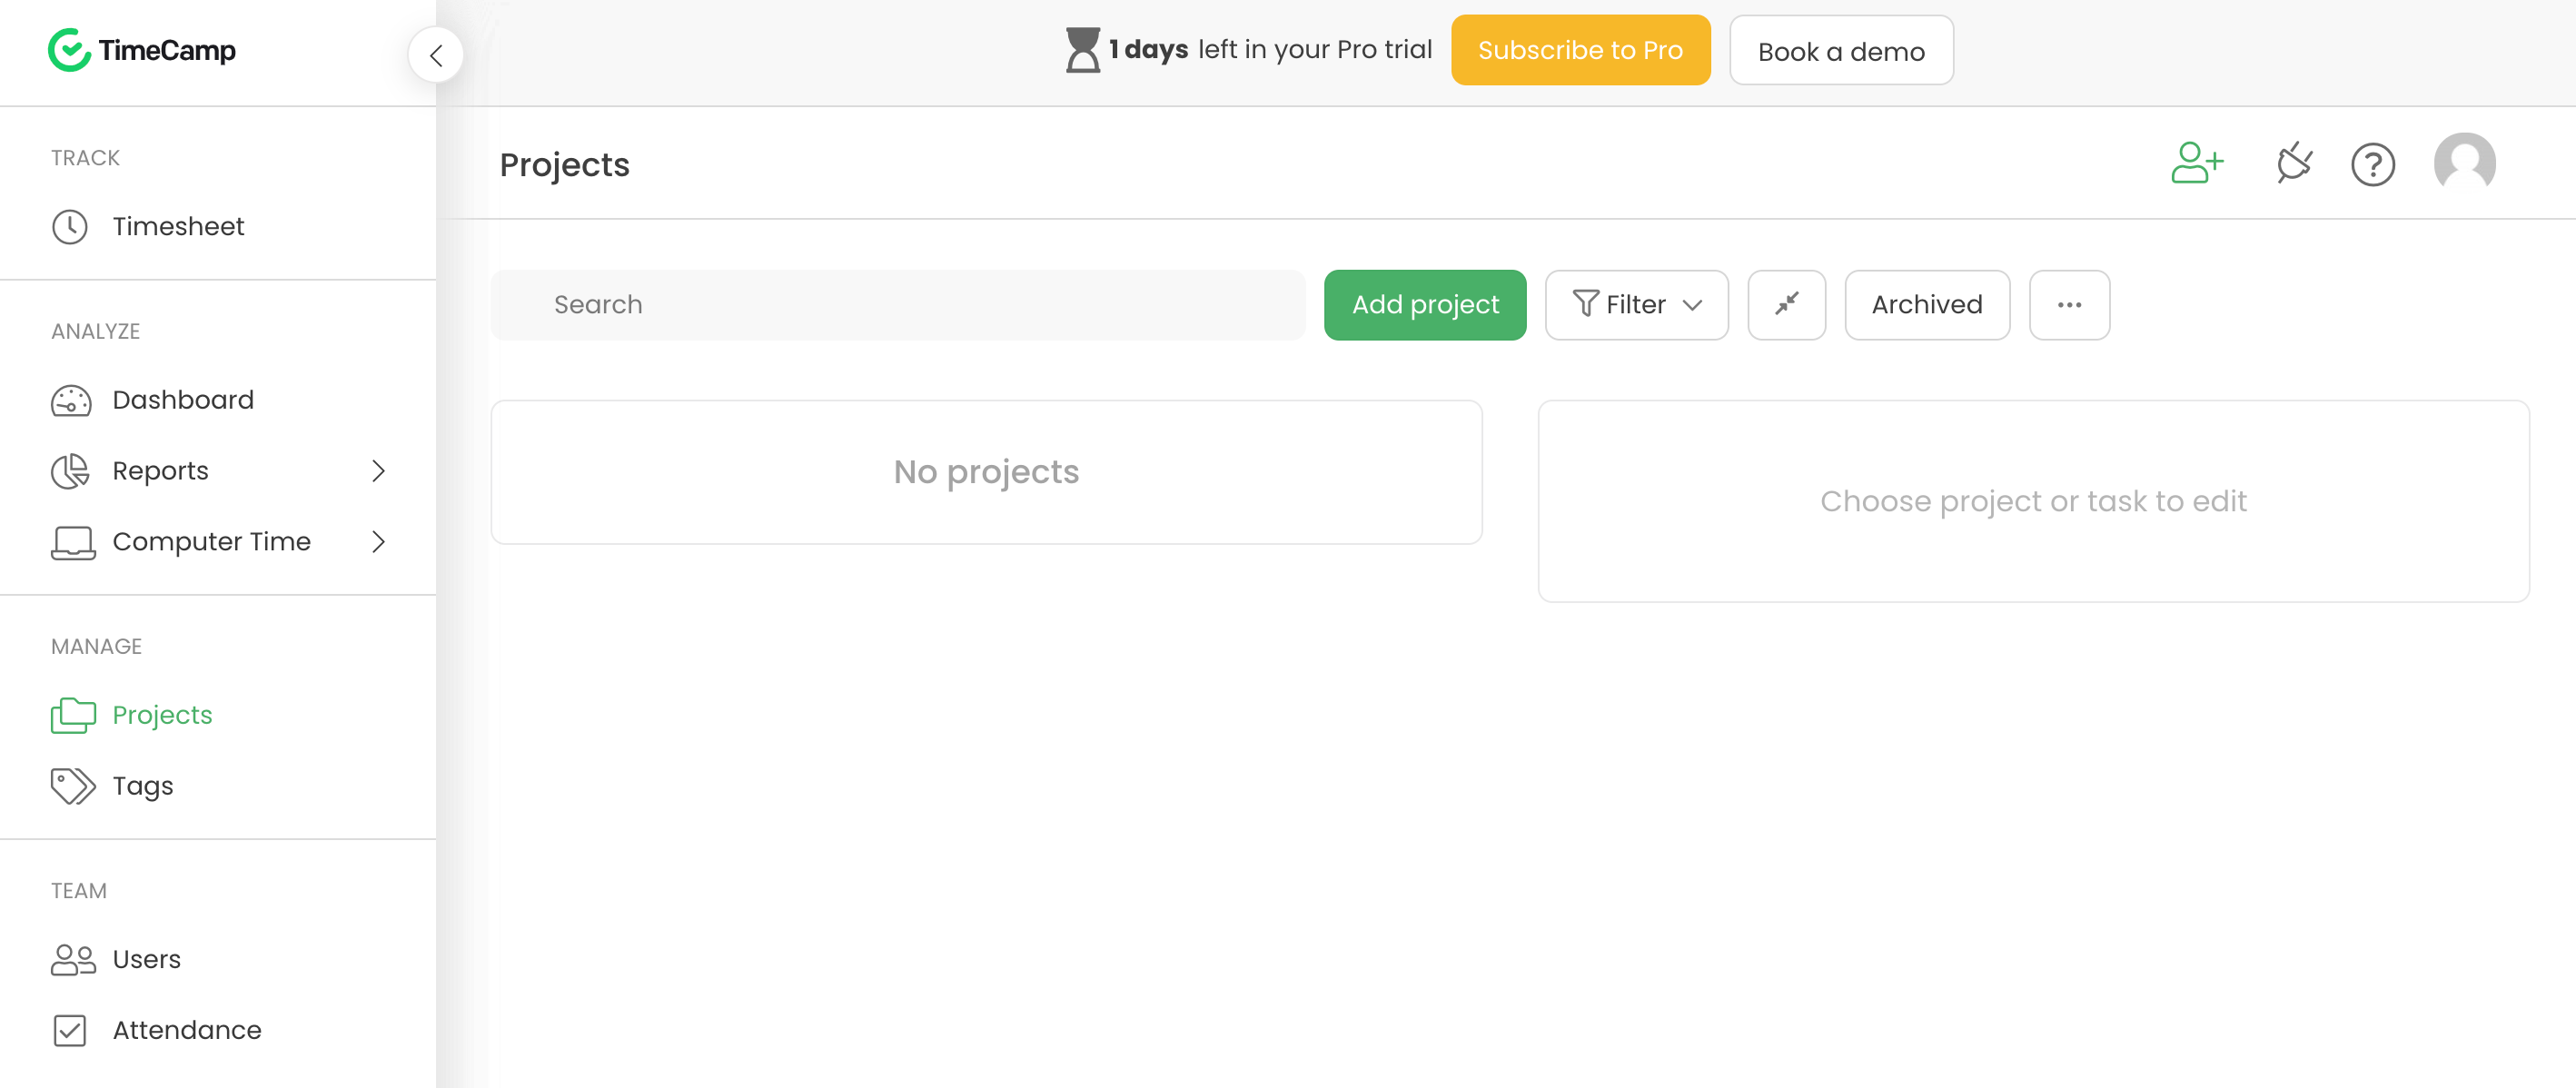 TimeCamp
1 days left in your Pro trial
Subscribe to Pro
Book a demo
TRACK
Timesheet
ANALYZE
Dashboard
Reports
Computer Time
MANAGE
Projects
Tags
TEAM
Users
Attendance
Projects
Search
Add project
Filter
Archived
No projects
Choose project or task to edit